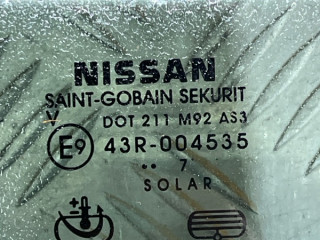 NISSAN
SAINT-GOBAIN SEKURIT
V DOT 211 M92 AS3
E9 43R-004535
•• 7
SOLAR